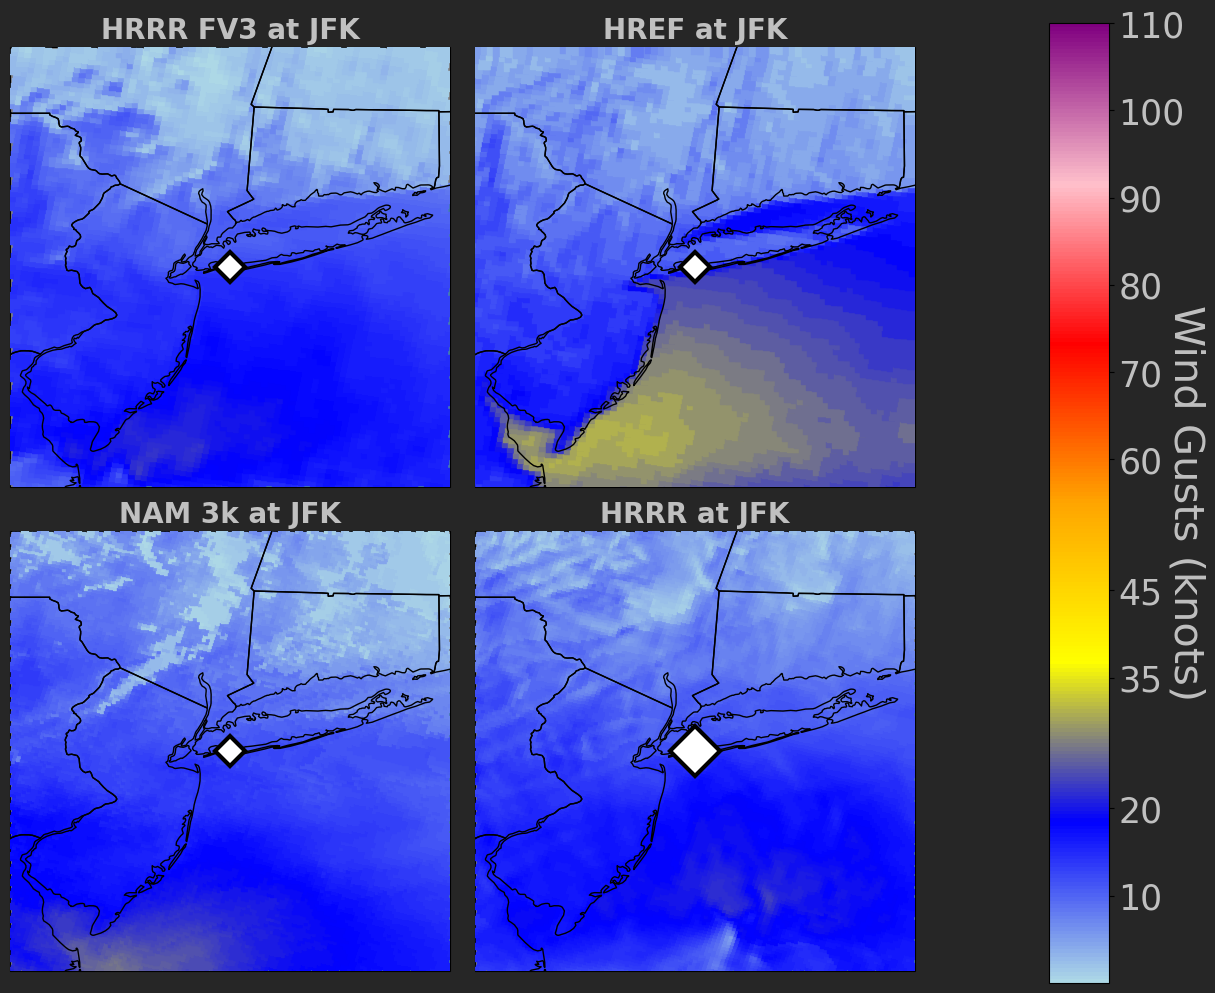 HRRR FV3 at JFK
HREF at JFK
NAM 3k at JFK
HRRR at JFK
110
100
90
80
70
60
45
35
20
10
Wind Gusts (knots)